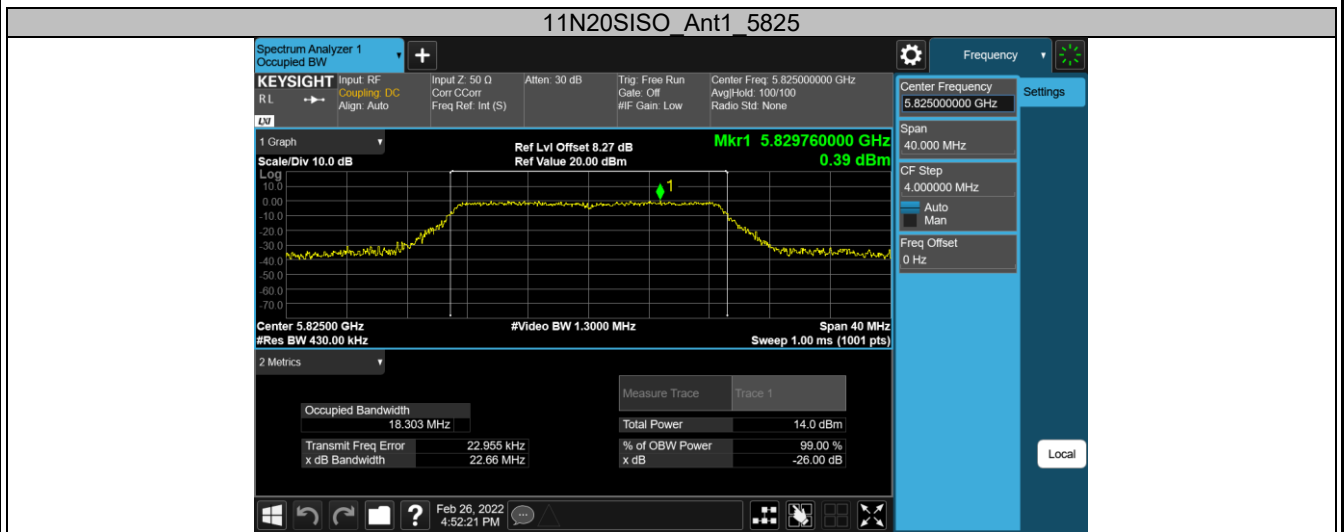 11N20SISO_Ant1_5825
Spectrum Analyzer 1
Occupied BW
+
Frequency
KEYSIGHT
RL
LXI
Input: RF
Coupling: DC
Align: Auto
Input Z: 50 Ω
Corr CCorr
Freq Ref: Int (S)
Atten: 30 dB
Trig: Free Run
Gate: Off
#IF Gain: Low
Center Freq: 5.825000000 GHz
Avg|Hold: 100/100
Radio Std: None
Center Frequency
5.825000000 GHz
Settings
Span
40.000 MHz
CF Step
4.000000 MHz
Auto
Man
Freq Offset
0 Hz
1 Graph
Scale/Div 10.0 dB
Ref Lvl Offset 8.27 dB
Ref Value 20.00 dBm
Mkr1 5.829760000 GHz
0.39 dBm
Log
10.0
0.00
-10.0
-20.0
-30.0
-40.0
-50.0
-60.0
-70.0
1
Center 5.82500 GHz
#Video BW 1.3000 MHz
Span 40 MHz
#Res BW 430.00 kHz
Sweep 1.00 ms (1001 pts)
2 Metrics
Measure Trace
Trace 1
Occupied Bandwidth
18.303 MHz
Total Power
14.0 dBm
Transmit Freq Error
22.955 kHz
% of OBW Power
99.00 %
x dB Bandwidth
22.66 MHz
x dB
-26.00 dB
Local
?
Feb 26, 2022
4:52:21 PM